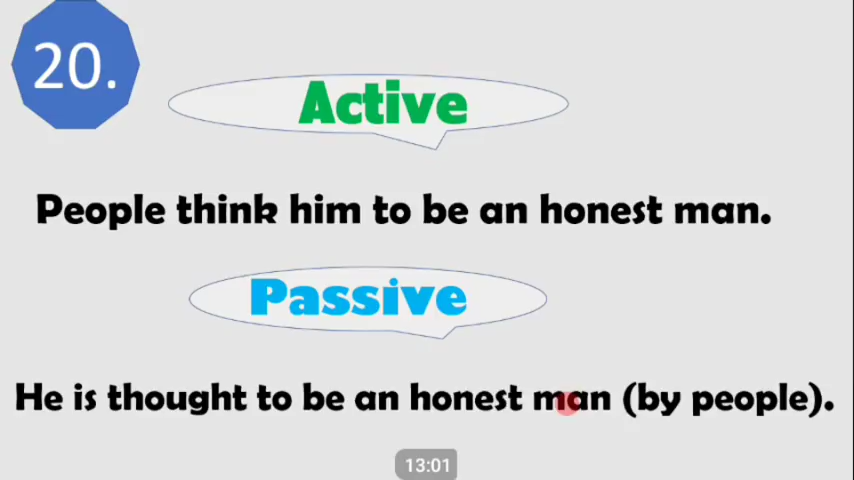 20.
Active
People think him to be an honest man.
Passive
He is thought to be an honest man (by people).
13:01